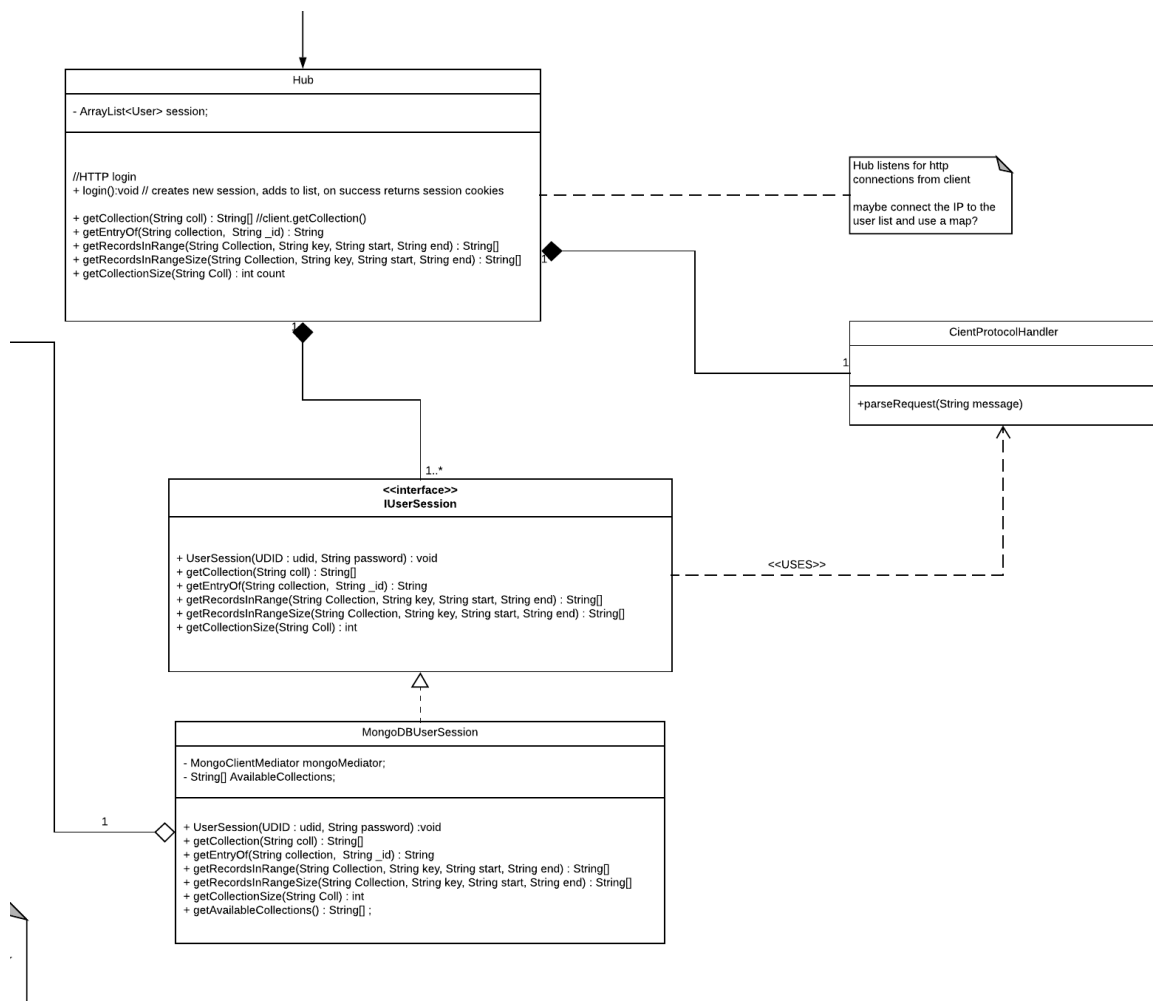 Hub
- ArrayList<User> session;
//HTTP login
+ login():void // creates new session, adds to list, on success returns session cookies
+ getCollection(String coll) : String[] //client.getCollection()
+ getEntryOf(String collection, String _id) : String
+ getRecordsInRange(String Collection, String key, String start, String end) : String[]
+ getRecordsInRangeSize(String Collection, String key, String start, String end) : String[]
+ getCollectionSize(String Coll) : int count
Hub listens for http
connections from client
maybe connect the IP to the
user list and use a map?
1
1
CientProtocolHandler
1
+parseRequest(String message)
1..*
<<interface>>
IUserSession
+ UserSession(UDID : udid, String password) : void
+ getCollection(String coll) : String[]
+ getEntryOf(String collection, String _id) : String
+ getRecordsInRange(String Collection, String key, String start, String end) : String[]
+ getRecordsInRangeSize(String Collection, String key, String start, String end) : String[]
+ getCollectionSize(String Coll) : int
<<USES>>
MongoDBUserSession
- MongoClientMediator mongoMediator;
- String[] AvailableCollections;
1
+ UserSession(UDID : udid, String password) :void
+ getCollection(String coll) : String[]
+ getEntryOf(String collection, String _id) : String
+ getRecordsInRange(String Collection, String key, String start, String end) : String[]
+ getRecordsInRangeSize(String Collection, String key, String start, String end) : String[]
+ getCollectionSize(String Coll) : int
+ getAvailableCollections() : String[] ;
.